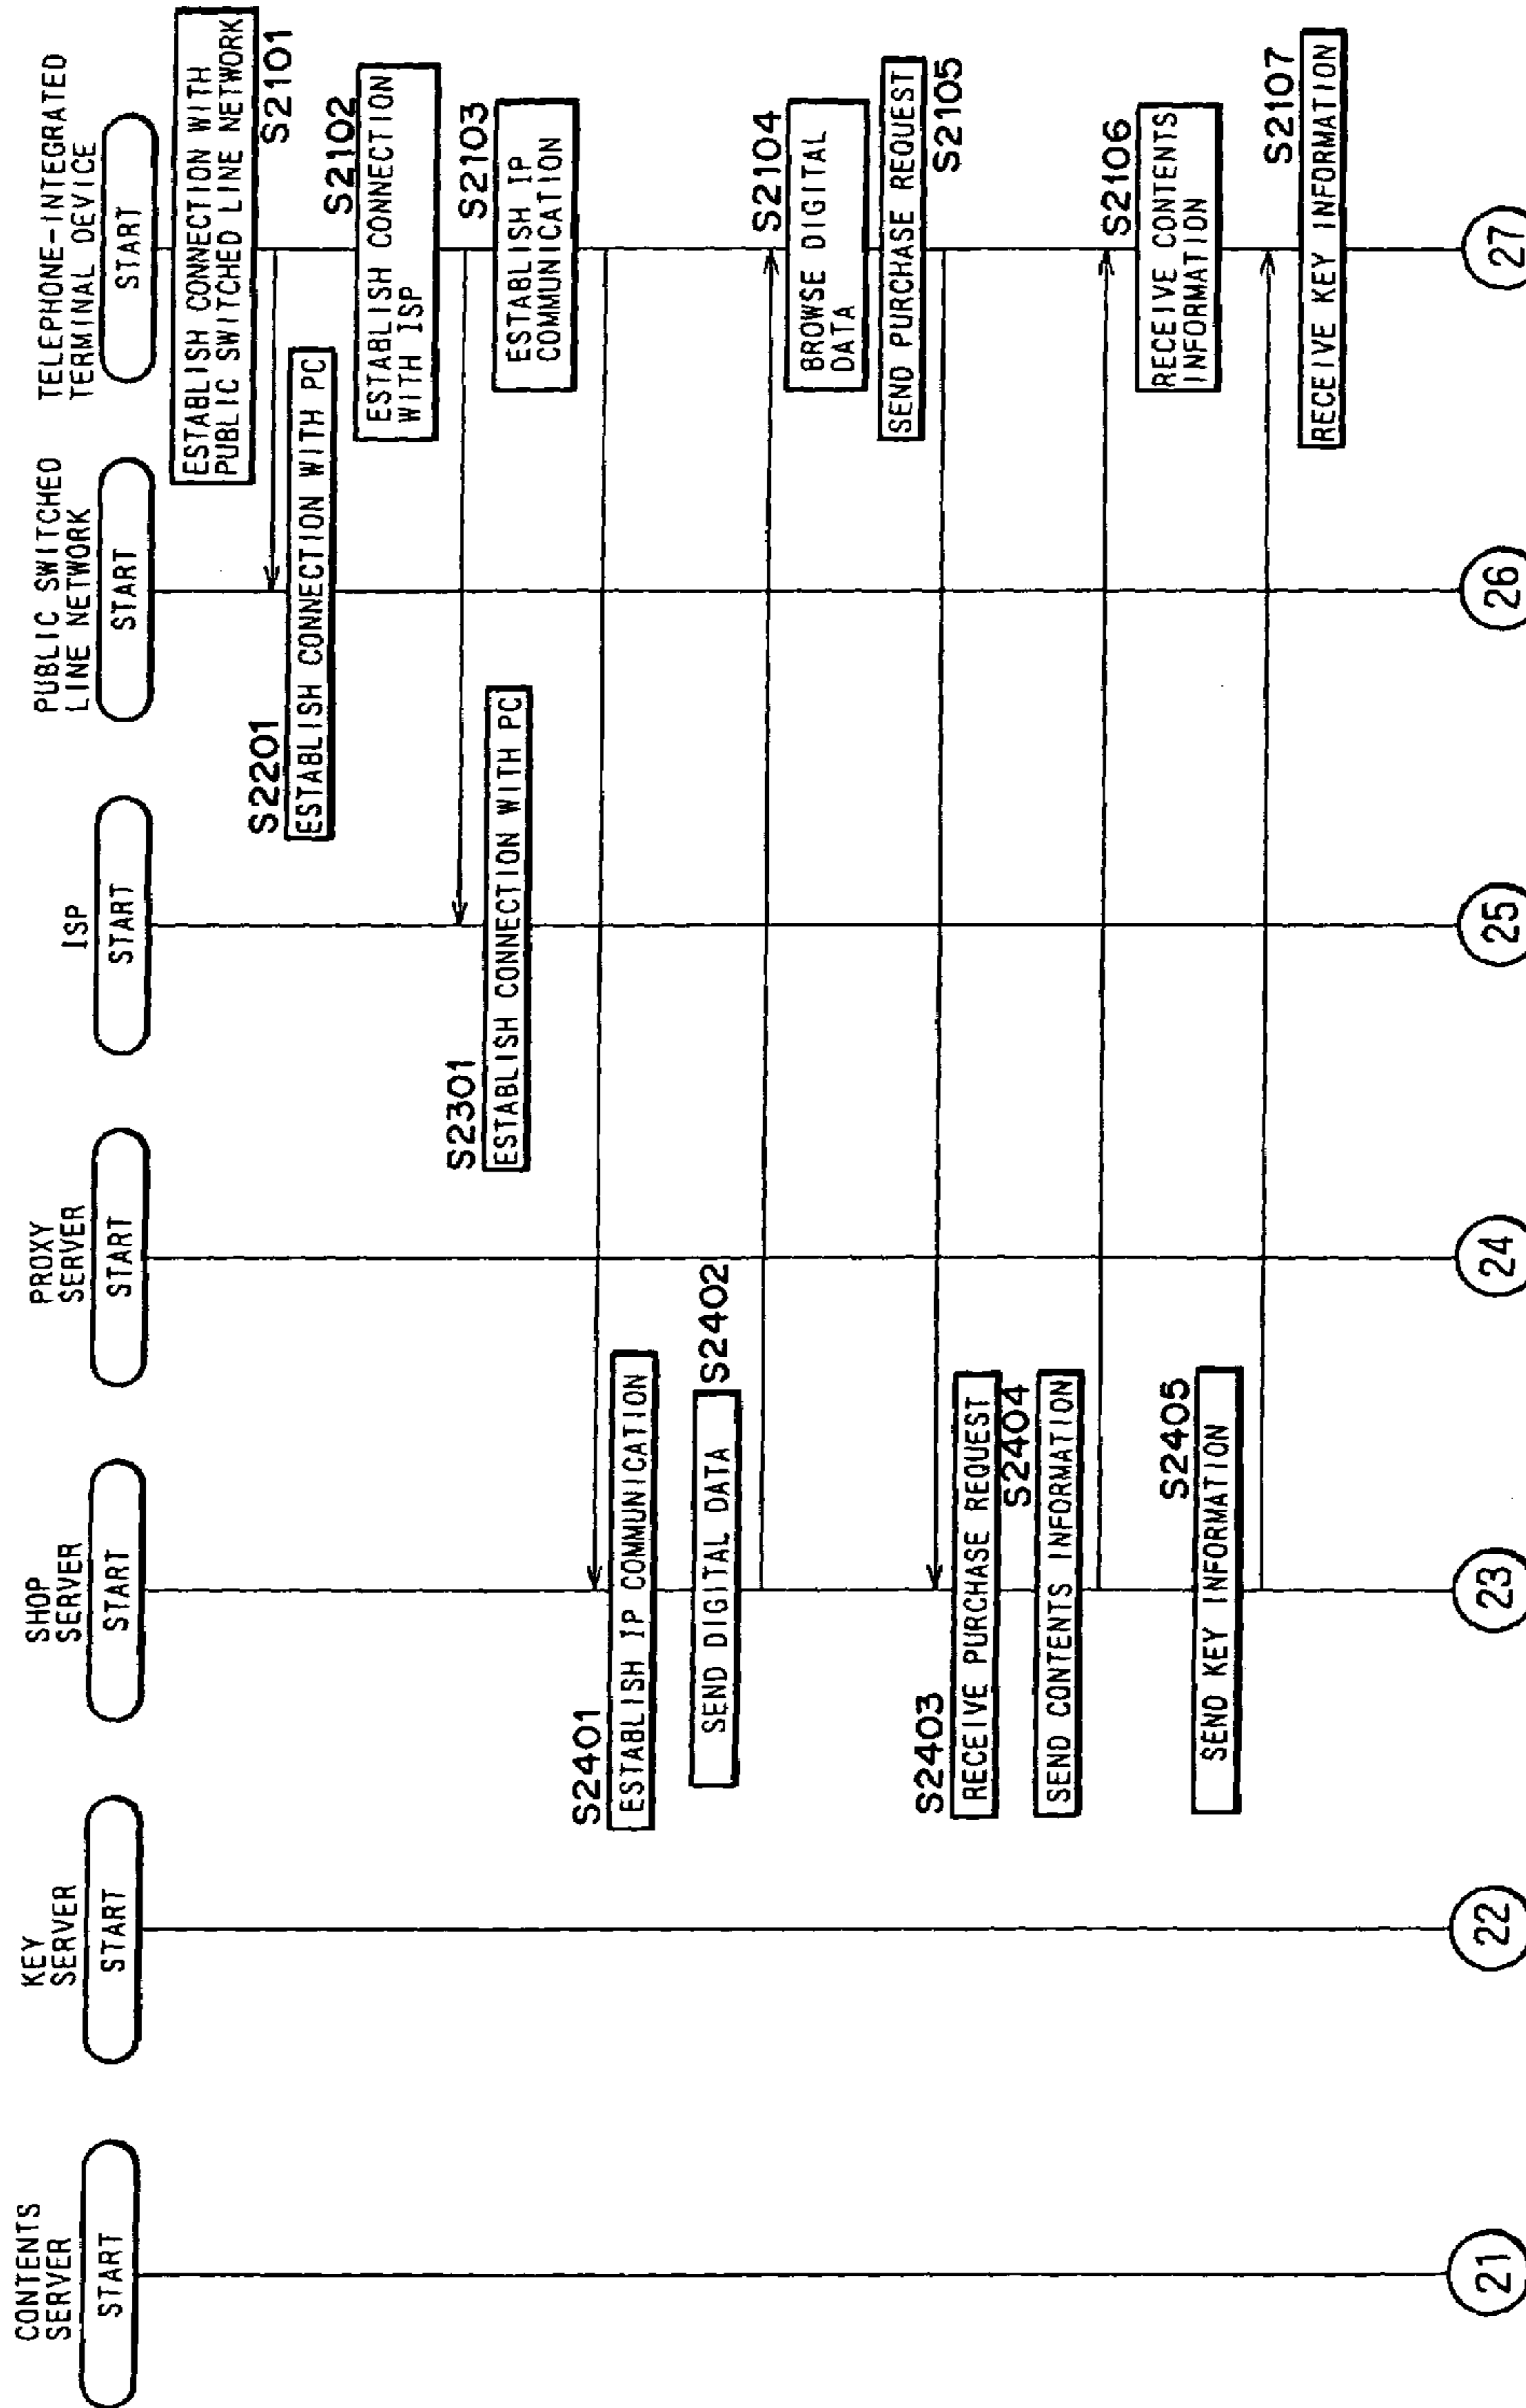 CONTENTS
SERVER
START
KEY
SERVER
START
SHOP
SERVER
START
PROXY
SERVER
START
ISP
START
PUBLIC SWITCHED
LINE NETWORK
START
TELEPHONE-INTEGRATED
TERMINAL DEVICE
START
ESTABLISH CONNECTION WITH
PUBLIC SWITCHED LINE NETWORK
S2101
S2201
ESTABLISH CONNECTION WITH PC
S2102
ESTABLISH CONNECTION
WITH ISP
S2301
ESTABLISH CONNECTION WITH PC
S2103
ESTABLISH IP
COMMUNICATION
S2401
ESTABLISH IP COMMUNICATION
S2402
SEND DIGITAL DATA
S2104
BROWSE DIGITAL
DATA
SEND PURCHASE REQUEST
S2105
S2403
RECEIVE PURCHASE REQUEST
S2404
SEND CONTENTS INFORMATION
S2106
RECEIVE CONTENTS
INFORMATION
S2405
SEND KEY INFORMATION
S2107
RECEIVE KEY INFORMATION
21
22
23
24
25
26
27